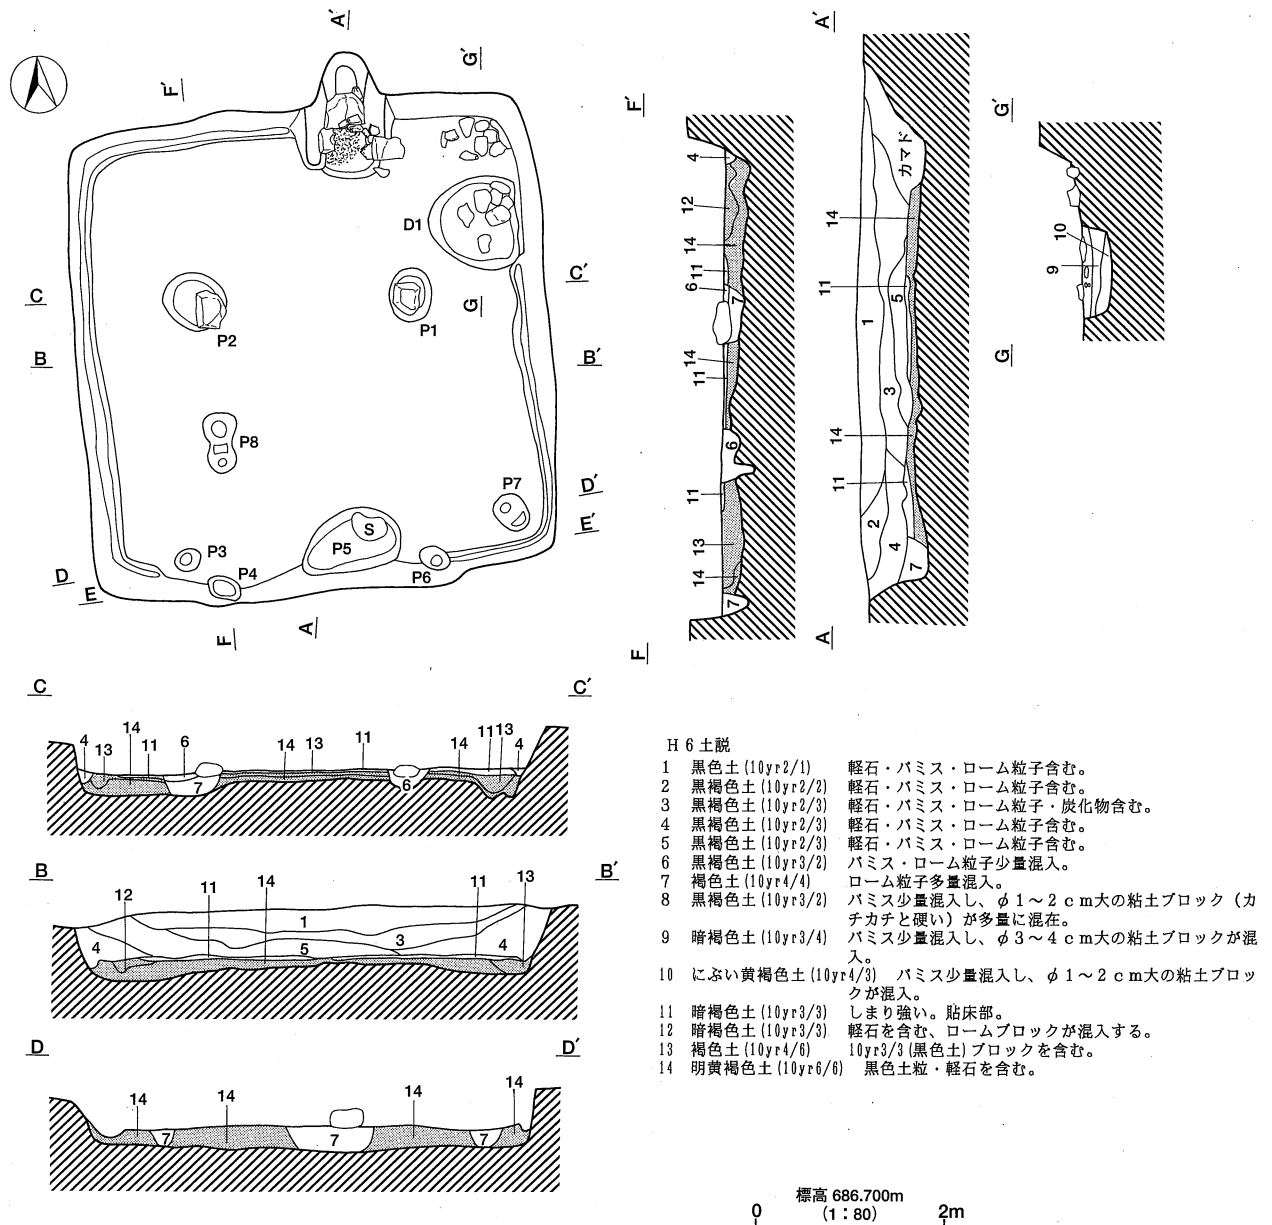 A′
G′
F′
D1
C
C′
P2
P1
G
B
B′
P8
P7
D′
E′
S
P5
P3
P4
P6
D
E
F
A
F′
4
12
14
11
6
7
14
11
6
11
13
14
7
F
A′
カマド
14
11
5
1
3
14
11
2
4
7
A
G′
10
9
8
G
C
C′
4
13
14
11
6
7
14
13
11
6
14
11
13
4
B
B′
12
11
14
11
13
1
3
4
5
4
D
D′
14
14
14
14
7
7
7
H6土説
1 黒色土(10yr2/1) 軽石・パミス・ローム粒子含む。
2 黒褐色土(10yr2/2) 軽石・パミス・ローム粒子含む。
3 黒褐色土(10yr2/3) 軽石・パミス・ローム粒子・炭化物含む。
4 黒褐色土(10yr2/3) 軽石・パミス・ローム粒子含む。
5 黒褐色土(10yr2/3) 軽石・パミス・ローム粒子含む。
6 黒褐色土(10yr3/2) パミス・ローム粒子少量混入。
7 褐色土(10yr4/4) ローム粒子多量混入。
8 黒褐色土(10yr3/2) パミス少量混入し、φ1~2cm大の粘土ブロック(カ
チカチと硬い)が多量に混在。
9 暗褐色土(10yr3/4) パミス少量混入し、φ3~4cm大の粘土ブロックが混
入。
10 にぶい黄褐色土(10yr4/3) パミス少量混入し、φ1~2cm大の粘土ブロッ
クが混入。
11 暗褐色土(10yr3/3) しまり強い。貼床部。
12 暗褐色土(10yr3/3) 軽石を含む、ロームブロックが混入する。
13 褐色土(10yr4/6) 10yr3/3(黒色土)ブロックを含む。
14 明黄褐色土(10yr6/6) 黒色土粒・軽石を含む。
標高 686.700m
(1:80)
0 2m